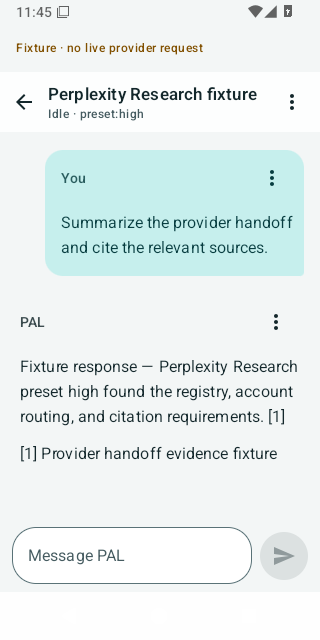 11:45
Fixture · no live provider request
Perplexity Research fixture
Idle · preset:high
You
Summarize the provider handoff
and cite the relevant sources.
PAL
Fixture response — Perplexity Research
preset high found the registry, account
routing, and citation requirements. [1]
[1] Provider handoff evidence fixture
Message PAL